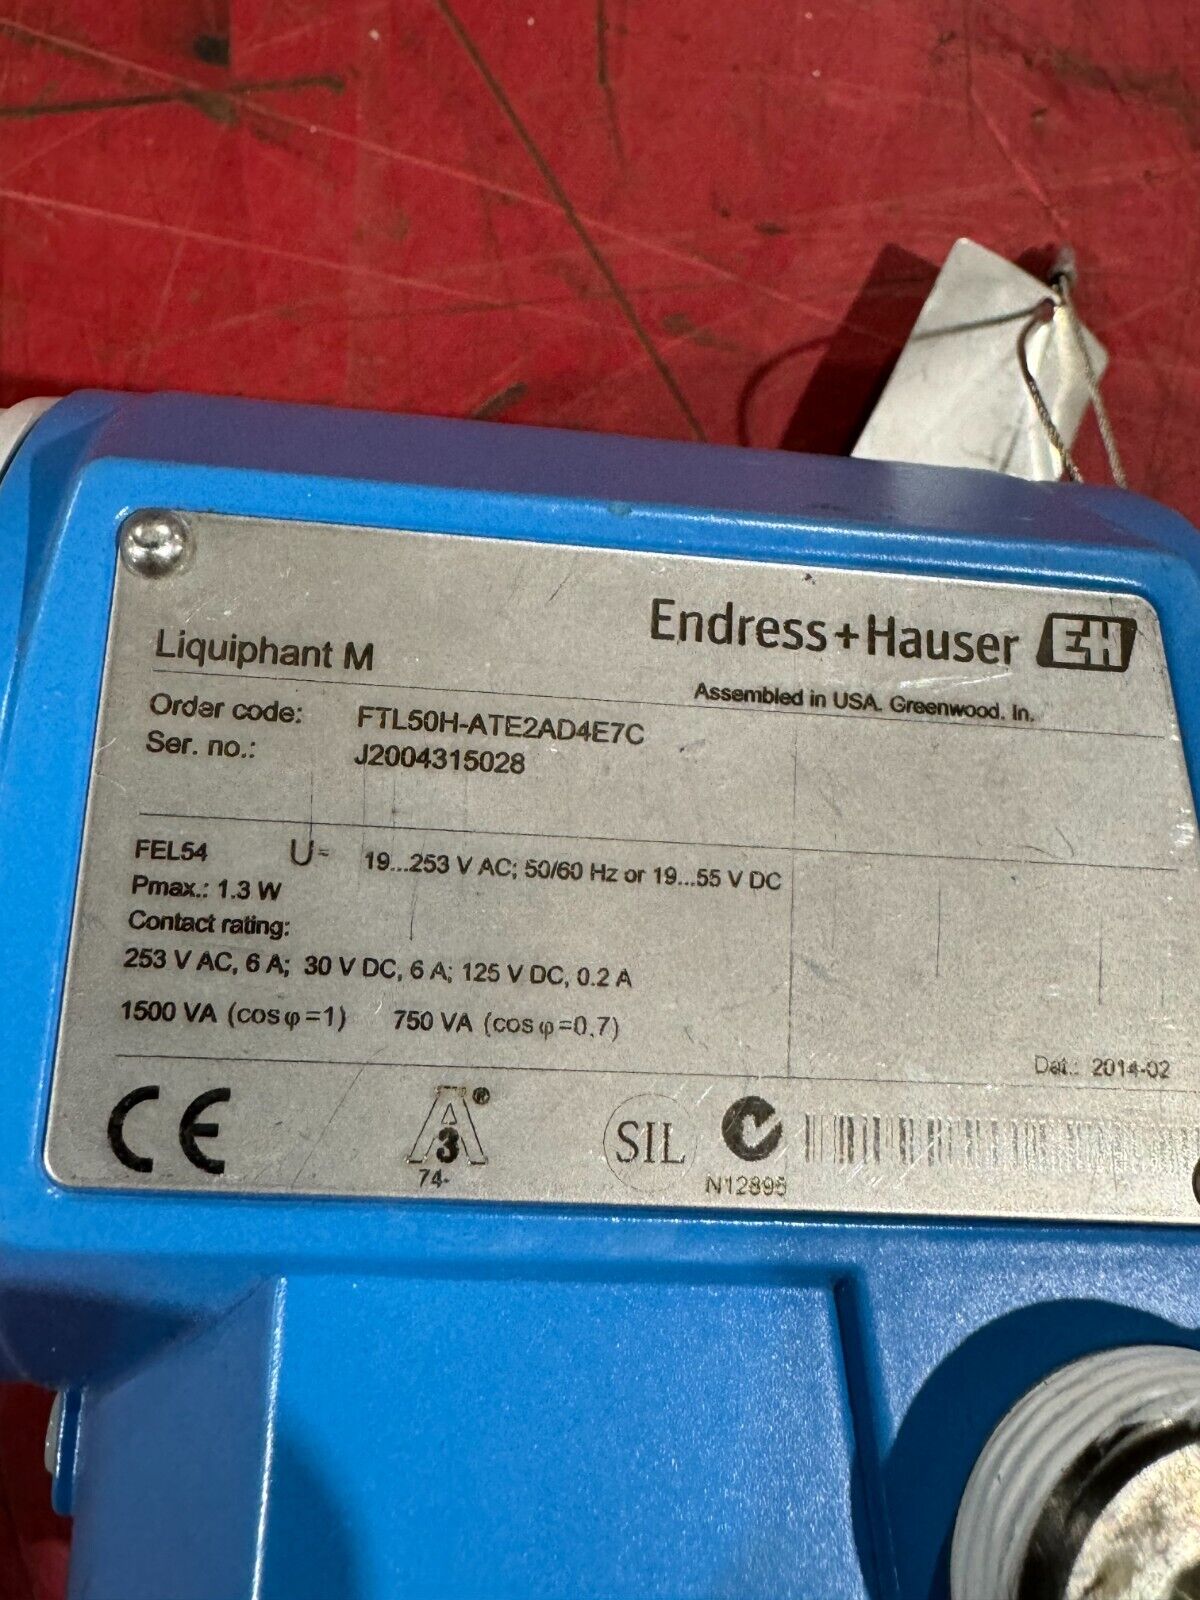 Endress+Hauser EH
Liquiphant M
Assembled in USA. Greenwood. In.
Order code: FTL50H-ATE2AD4E7C
Ser. no.: J2004315028
FEL54 U= 19...253 V AC; 50/60 Hz or 19...55 V DC
Pmax.: 1.3 W
Contact rating:
253 V AC, 6 A; 30 V DC, 6 A; 125 V DC, 0.2 A
1500 VA (cos φ=1) 750 VA (cos φ=0.7)
Dat.: 2014-02
CE A® 3 SIL
74- N12895